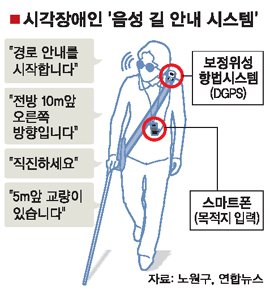 시각장애인 '음성 길 안내 시스템'
"경로 안내를
시작합니다"
"전방 10m앞
오른쪽
방향입니다"
"직진하세요"
"5m앞 교량이
있습니다"
보정위성
항법시스템
(DGPS)
스마트폰
(목적지 입력)
자료: 노원구, 연합뉴스